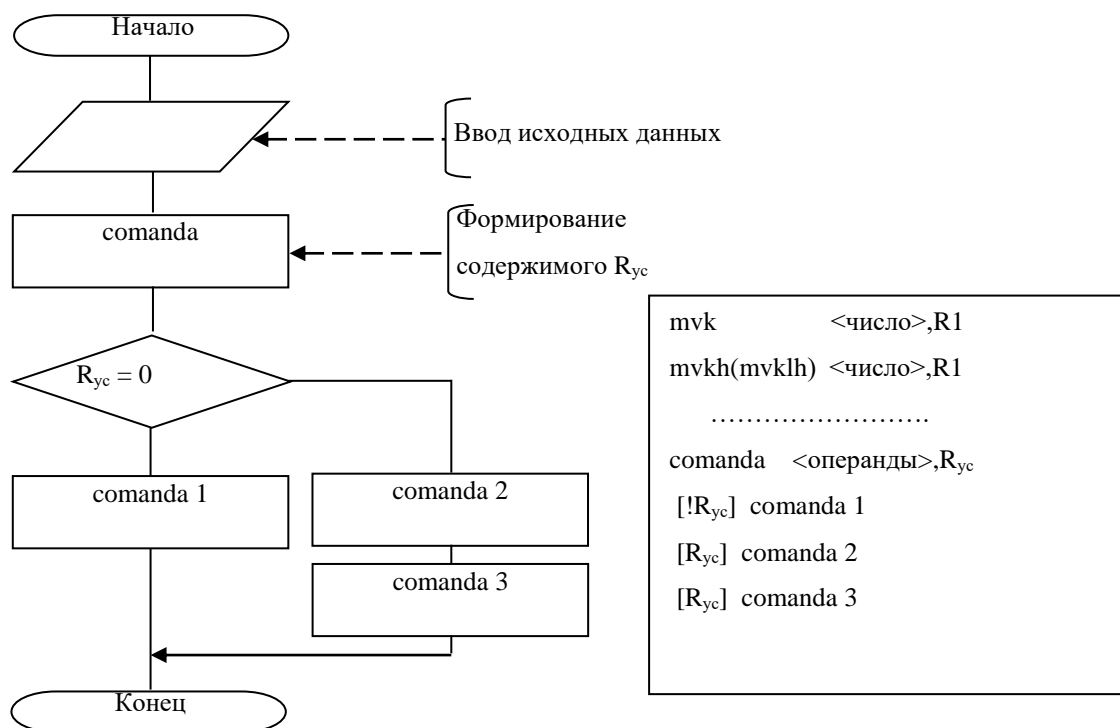 Начало
Ввод исходных данных
comanda
Формирование
содержимого Rус
Rус = 0
comanda 1
comanda 2
comanda 3
Конец
mvk <число>,R1
mvkh(mvklh) <число>,R1
…………………….
comanda <операнды>,Rус
[!Rус] comanda 1
[Rус] comanda 2
[Rус] comanda 3